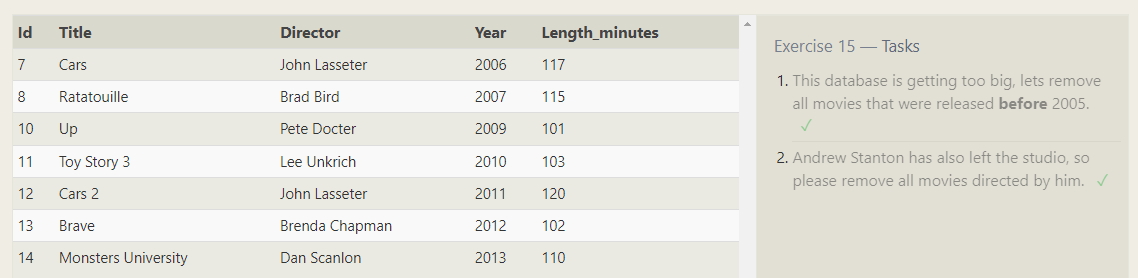 Id Title Director Year Length_minutes
7 Cars John Lasseter 2006 117
8 Ratatouille Brad Bird 2007 115
10 Up Pete Docter 2009 101
11 Toy Story 3 Lee Unkrich 2010 103
12 Cars 2 John Lasseter 2011 120
13 Brave Brenda Chapman 2012 102
14 Monsters University Dan Scanlon 2013 110
Exercise 15 — Tasks
1. This database is getting too big, lets remove
all movies that were released before 2005.
✓
2. Andrew Stanton has also left the studio, so
please remove all movies directed by him. ✓